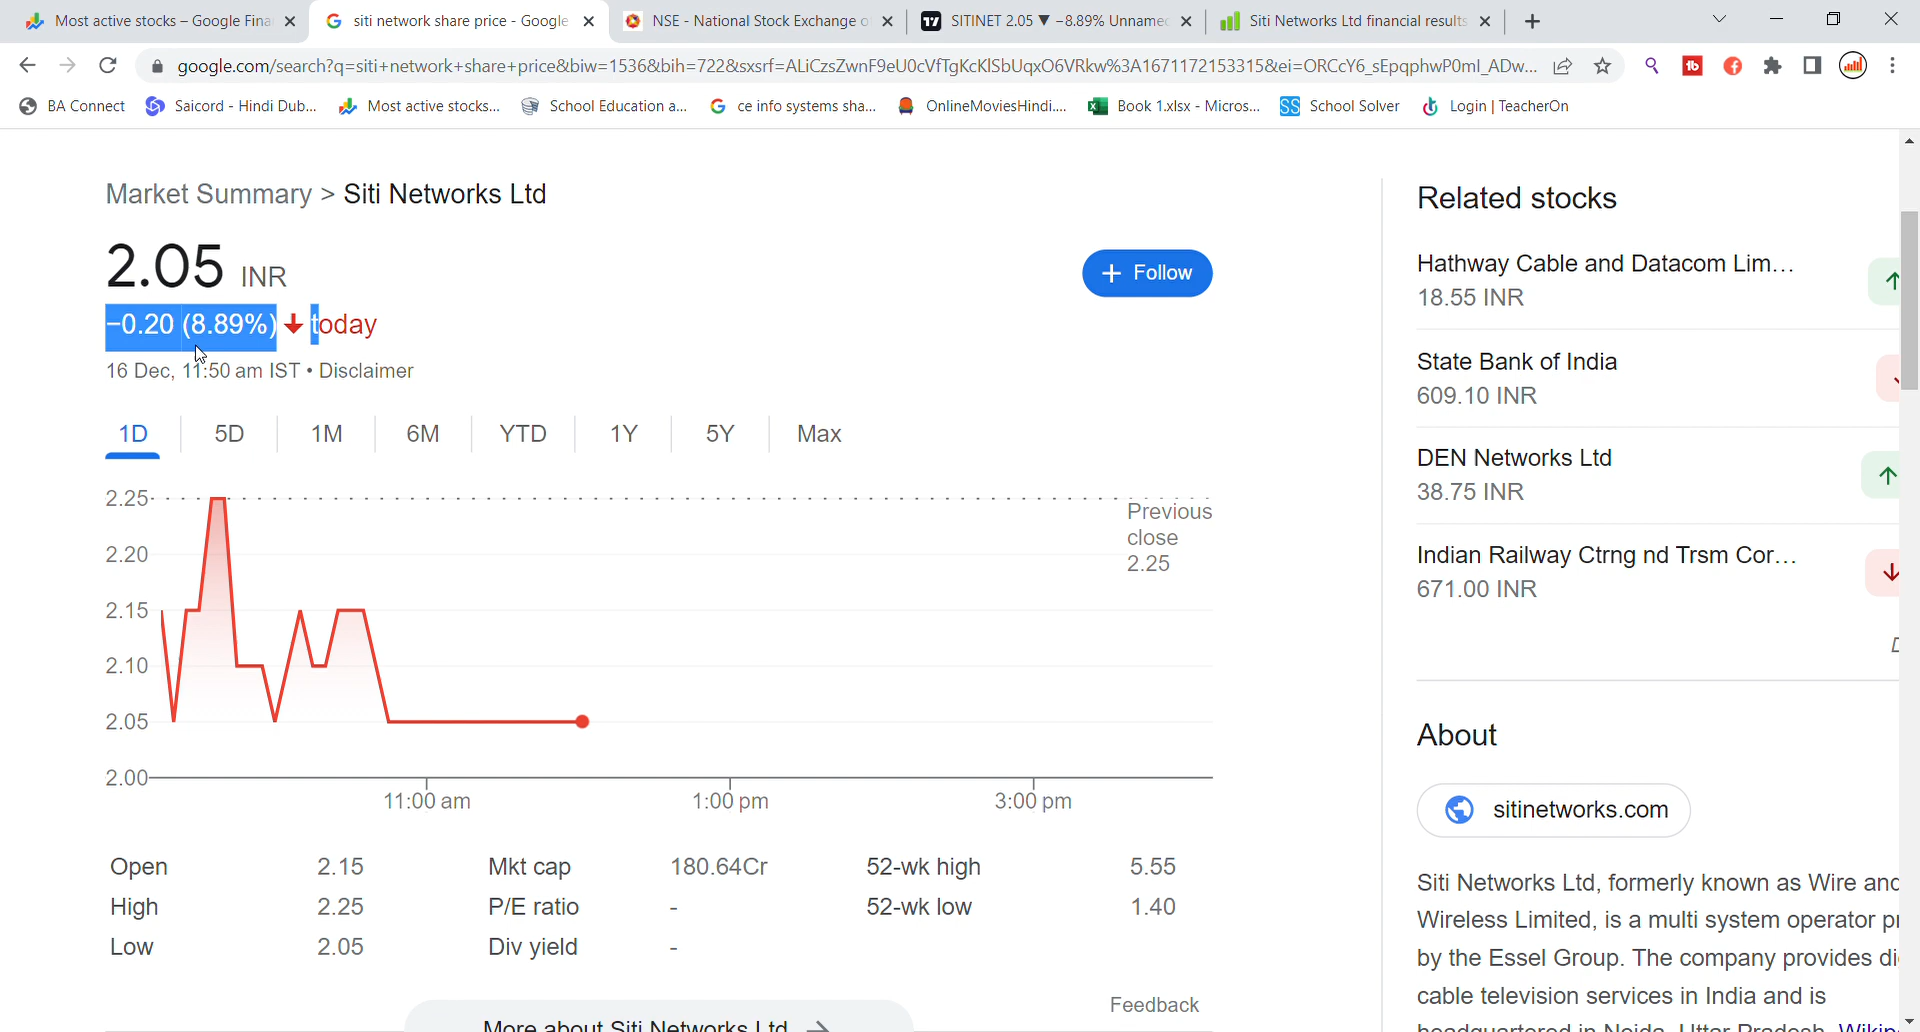 Most active stocks – Google Fina
siti network share price - Google
NSE - National Stock Exchange o
SITINET 2.05 ▼ −8.89% Unname
Siti Networks Ltd financial results
google.com/search?q=siti+network+share+price&biw=1536&bih=722&sxsrf=ALiCzsZwnF9eU0cVfTgKcKlSbUqxO6VRkw%3A1671172153315&ei=ORCcY6_sEpqphwP0mI_ADw...
BA Connect
Saicord - Hindi Dub...
Most active stocks...
School Education a...
ce info systems sha...
OnlineMoviesHindi....
Book 1.xlsx - Micros...
School Solver
Login | TeacherOn
Market Summary > Siti Networks Ltd
2.05 INR
−0.20 (8.89%) ↓ today
16 Dec, 11:50 am IST • Disclaimer
+ Follow
1D 5D 1M 6M YTD 1Y 5Y Max
2.25
2.20
2.15
2.10
2.05
2.00
Previous
close
2.25
11:00 am 1:00 pm 3:00 pm
Open 2.15 Mkt cap 180.64Cr 52-wk high 5.55
High 2.25 P/E ratio - 52-wk low 1.40
Low 2.05 Div yield -
Feedback
More about Siti Networks Ltd →
Related stocks
Hathway Cable and Datacom Lim...
18.55 INR
State Bank of India
609.10 INR
DEN Networks Ltd
38.75 INR
Indian Railway Ctrng nd Trsm Cor...
671.00 INR
About
sitinetworks.com
Siti Networks Ltd, formerly known as Wire and
Wireless Limited, is a multi system operator p
by the Essel Group. The company provides di
cable television services in India and is
headquartered in Noida, Uttar Pradesh. Wikip